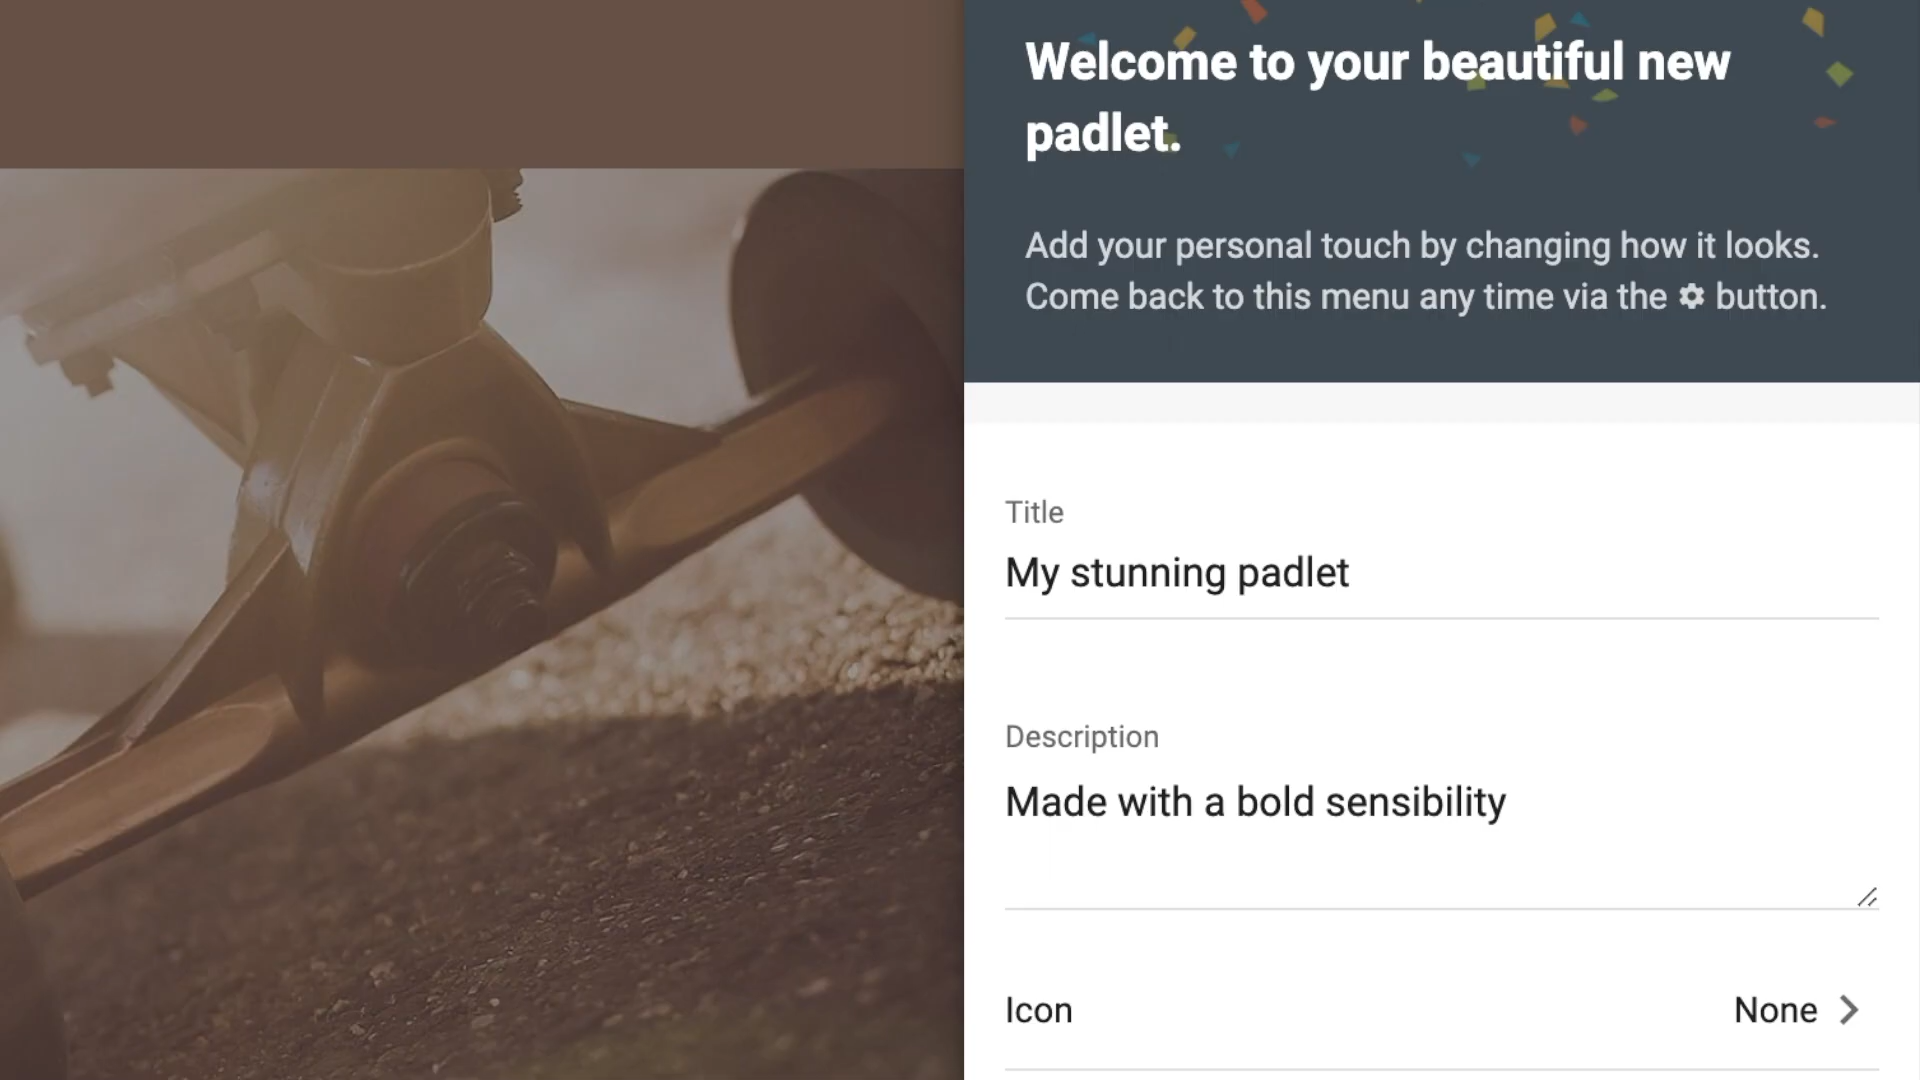 Welcome to your beautiful new
padlet.
Add your personal touch by changing how it looks.
Come back to this menu any time via the button.
Title
My stunning padlet
Description
Made with a bold sensibility
Icon
None